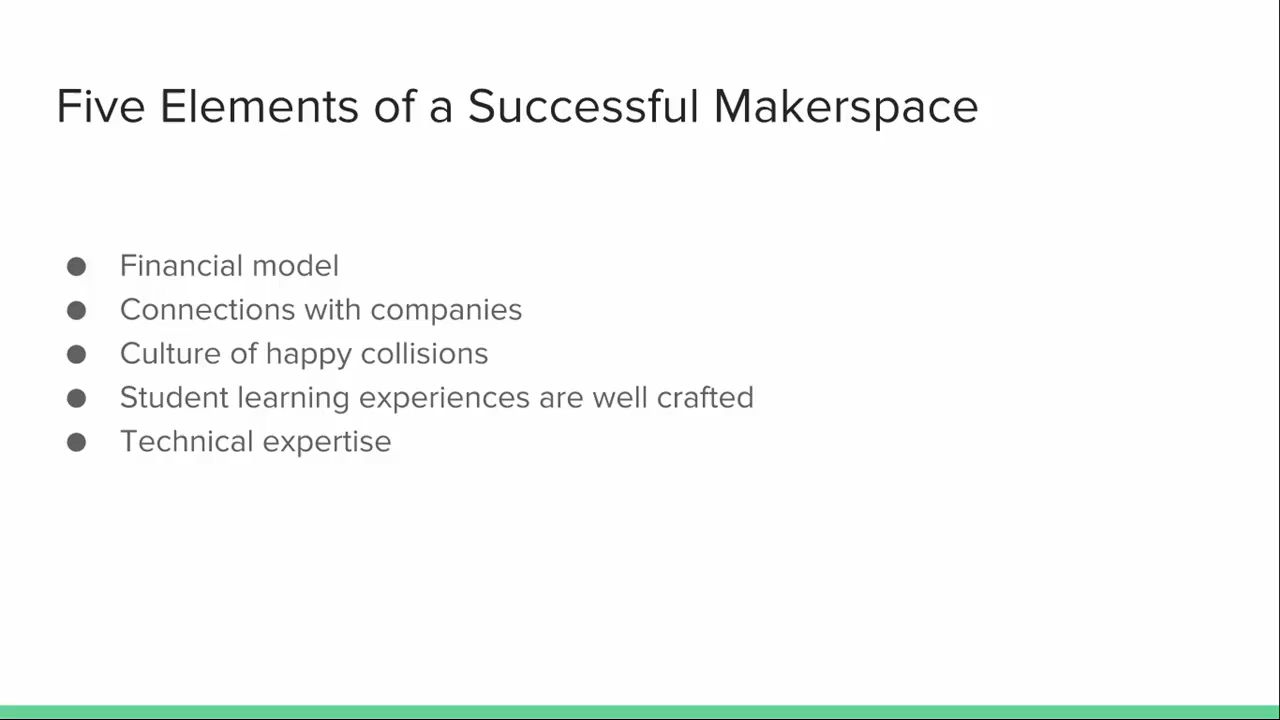 Five Elements of a Successful Makerspace
● Financial model
● Connections with companies
● Culture of happy collisions
● Student learning experiences are well crafted
● Technical expertise